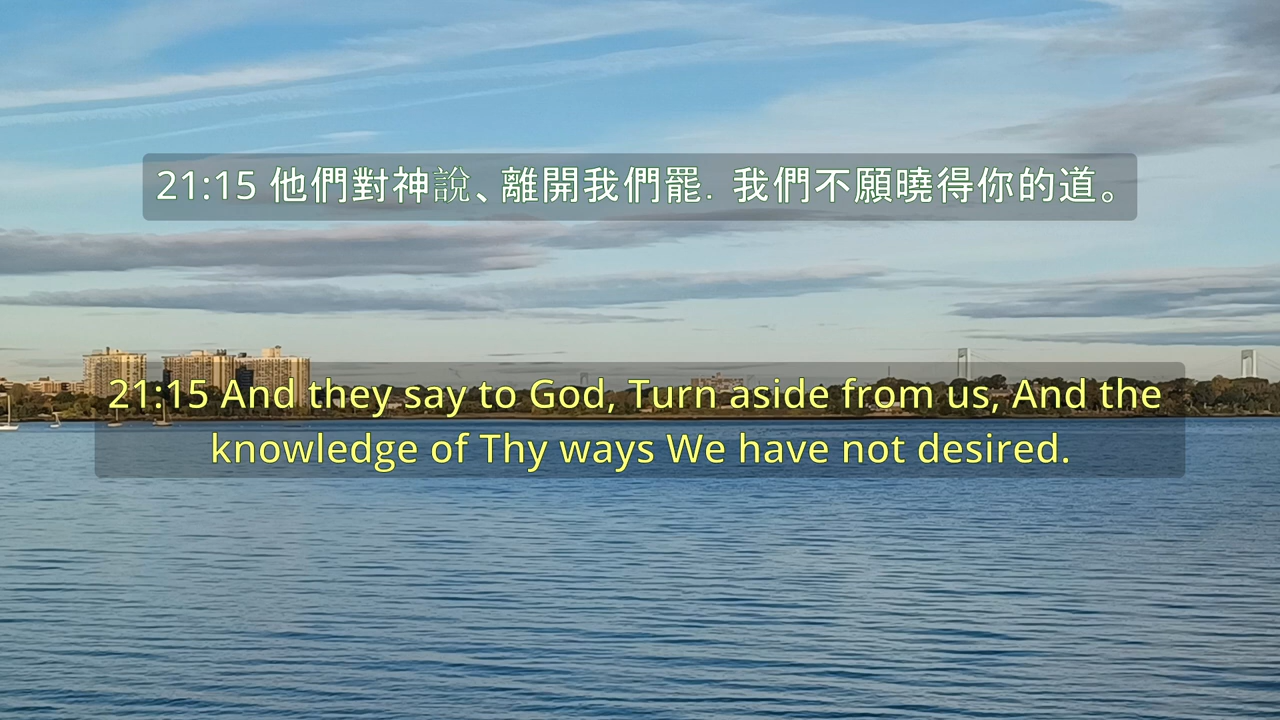 21:15 他們對神說、離開我們罷．我們不願曉得你的道。
21:15 And they say to God, Turn aside from us, And the
knowledge of Thy ways We have not desired.